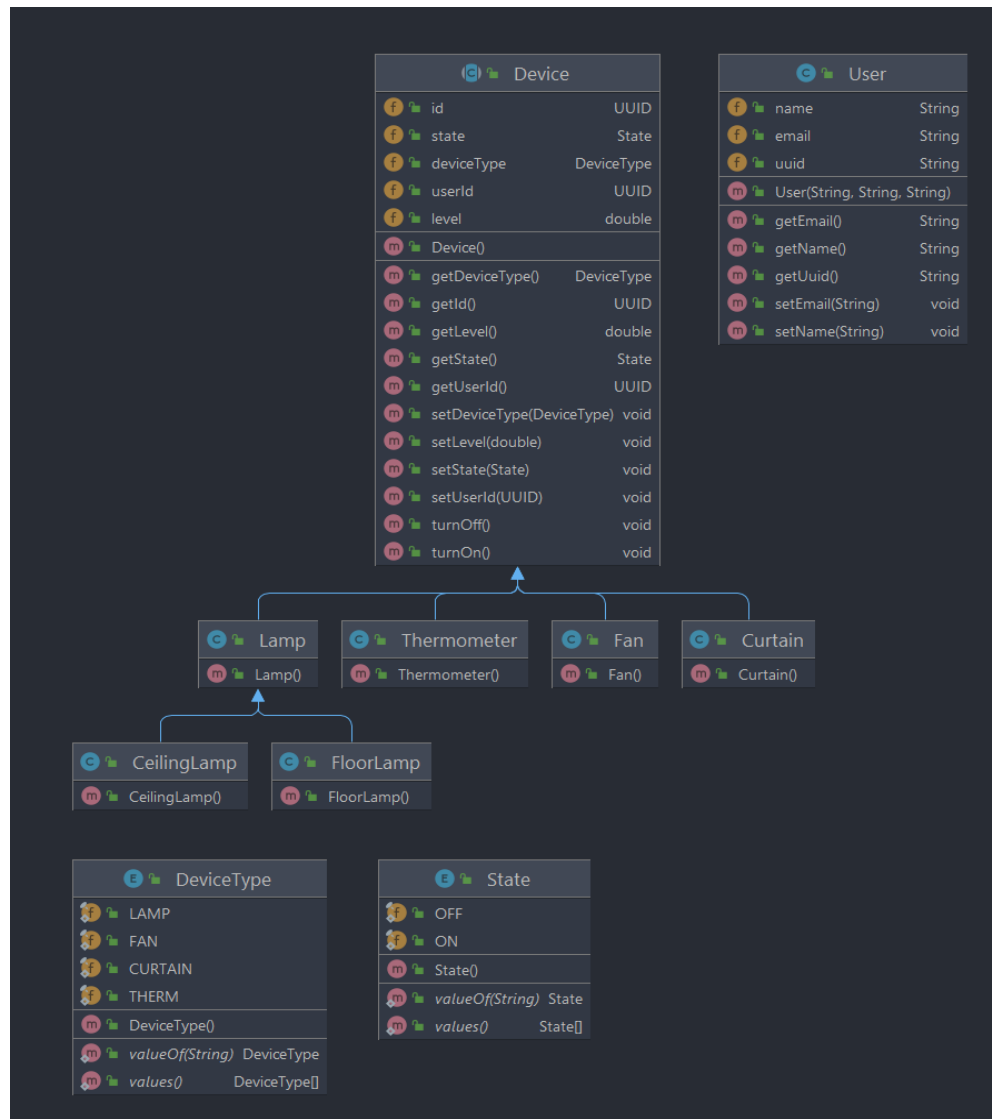 Device
id UUID
state State
deviceType DeviceType
userId UUID
level double
Device()
getDeviceType() DeviceType
getId() UUID
getLevel() double
getState() State
getUserId() UUID
setDeviceType(DeviceType) void
setLevel(double) void
setState(State) void
setUserId(UUID) void
turnOff() void
turnOn() void
User
name String
email String
uuid String
User(String, String, String)
getEmail() String
getName() String
getUuid() String
setEmail(String) void
setName(String) void
Lamp
Lamp()
Thermometer
Thermometer()
Fan
Fan()
Curtain
Curtain()
CeilingLamp
CeilingLamp()
FloorLamp
FloorLamp()
DeviceType
LAMP
FAN
CURTAIN
THERM
DeviceType()
valueOf(String) DeviceType
values() DeviceType[]
State
OFF
ON
State()
valueOf(String) State
values() State[]